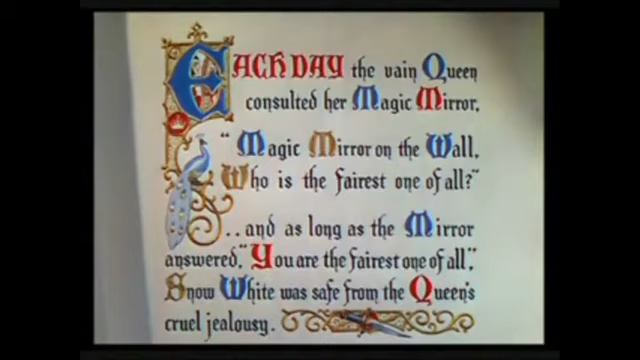 EACH DAY the vain Queen
consulted her Magic Mirror,
"Magic Mirror on the Wall,
Who is the fairest one of all?"
..and as long as the Mirror
answered,"You are the fairest one of all",
Snow White was safe from the Queen's
cruel jealousy.